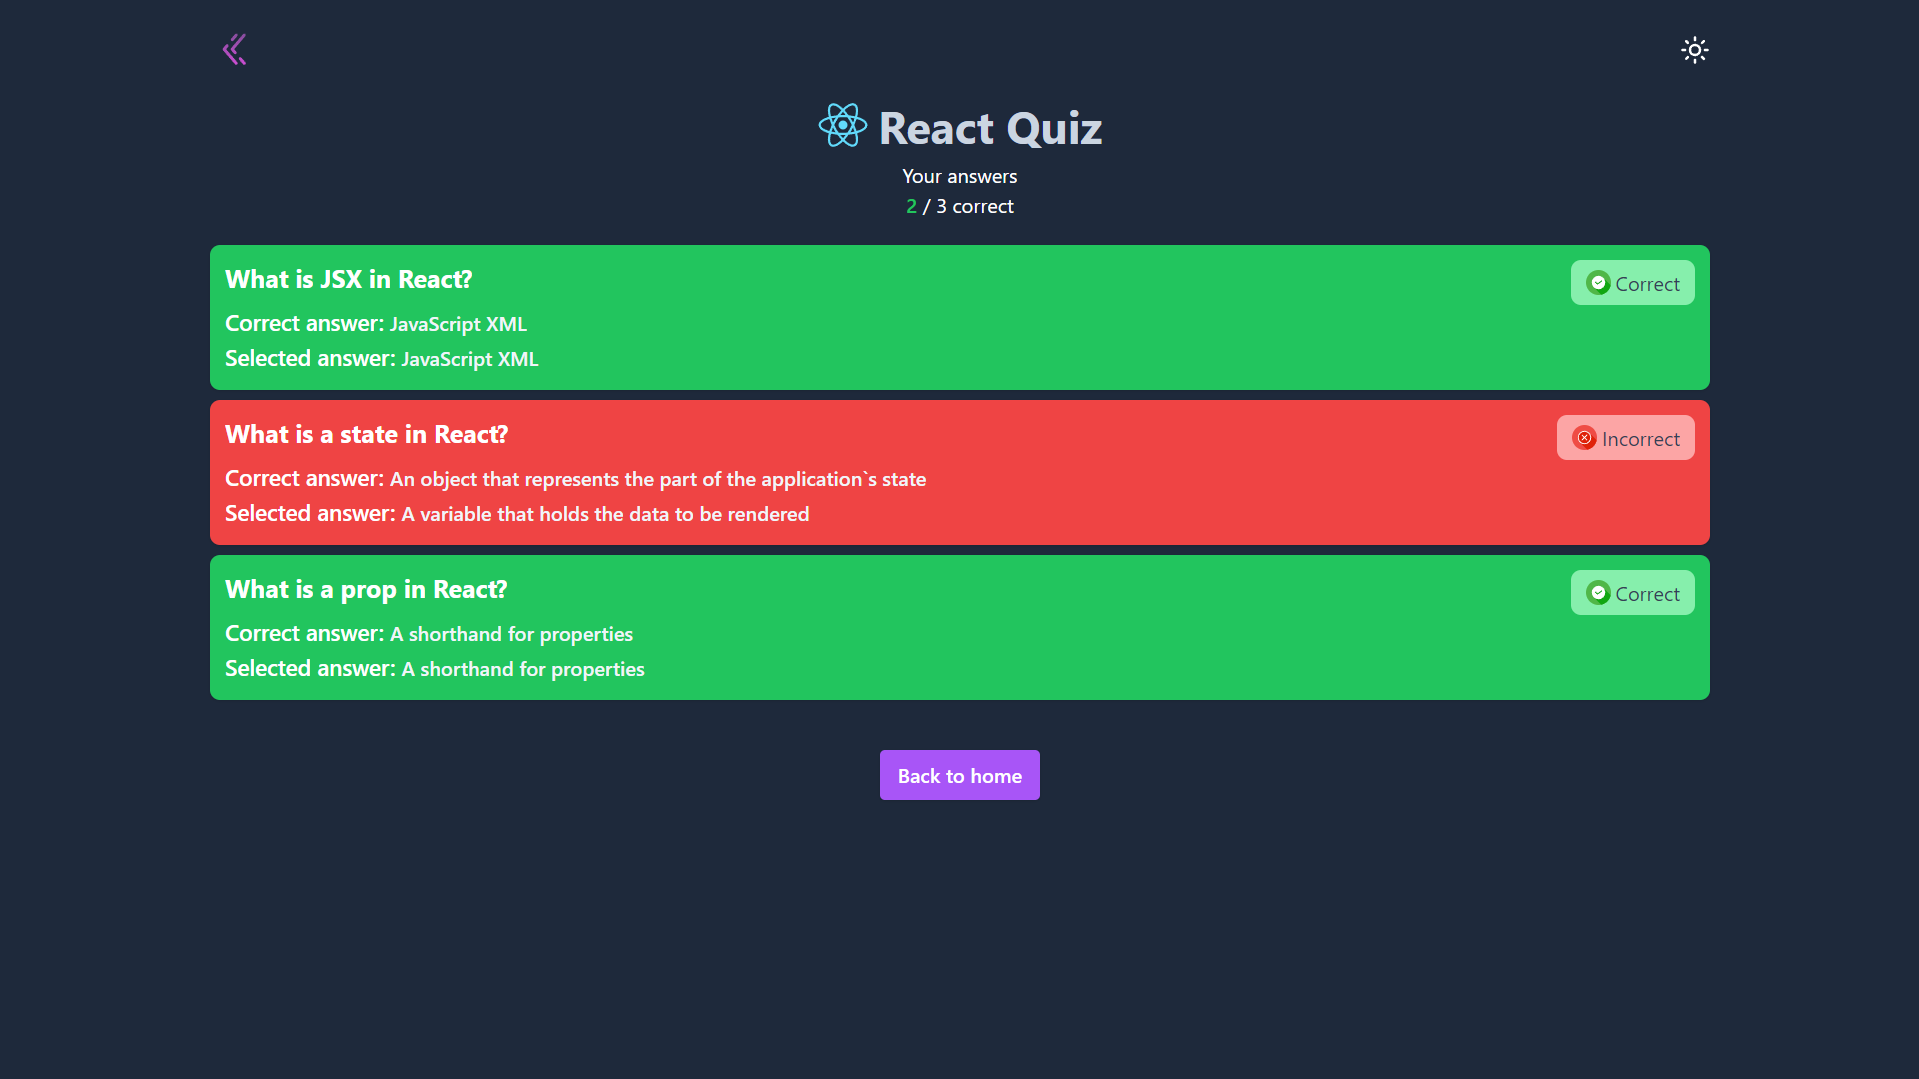 React Quiz
Your answers
2 / 3 correct
What is JSX in React?
Correct
Correct answer: JavaScript XML
Selected answer: JavaScript XML
What is a state in React?
Incorrect
Correct answer: An object that represents the part of the application`s state
Selected answer: A variable that holds the data to be rendered
What is a prop in React?
Correct
Correct answer: A shorthand for properties
Selected answer: A shorthand for properties
Back to home